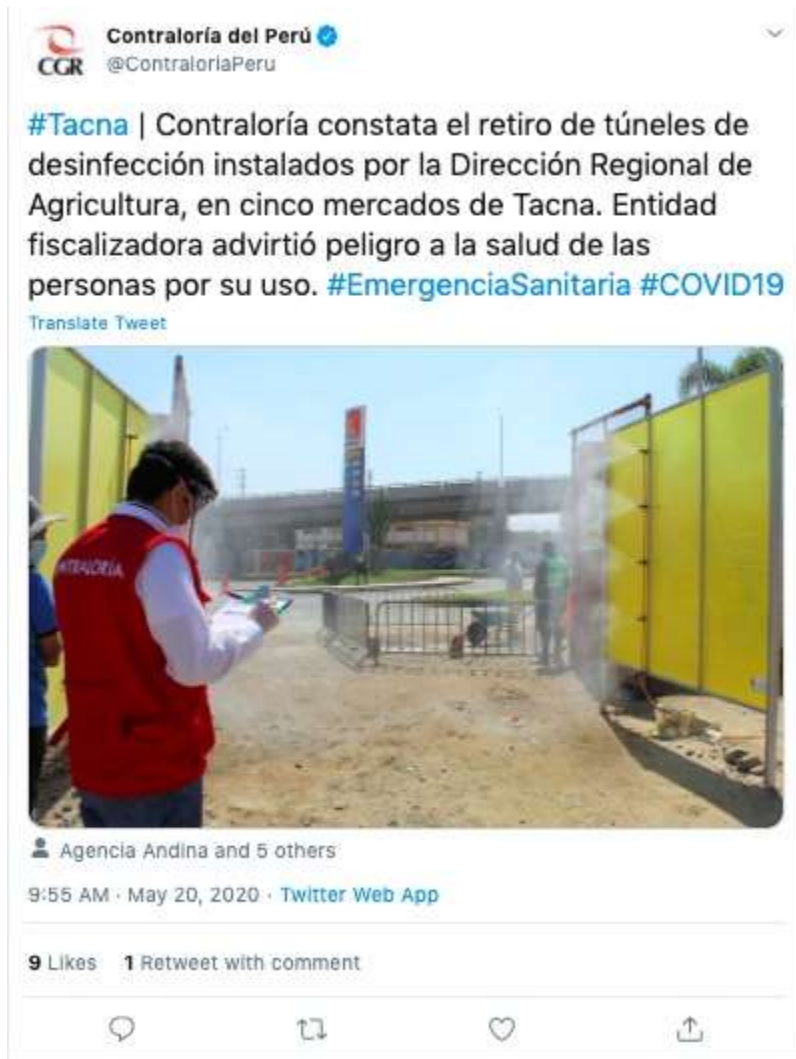 Contraloría del Perú
CGR
@ContraloriaPeru
#Tacna | Contraloría constata el retiro de túneles de
desinfección instalados por la Dirección Regional de
Agricultura, en cinco mercados de Tacna. Entidad
fiscalizadora advirtió peligro a la salud de las
personas por su uso. #EmergenciaSanitaria #COVID19
Translate Tweet
NTRALORÍA
Agencia Andina and 5 others
9:55 AM · May 20, 2020 · Twitter Web App
9 Likes 1 Retweet with comment